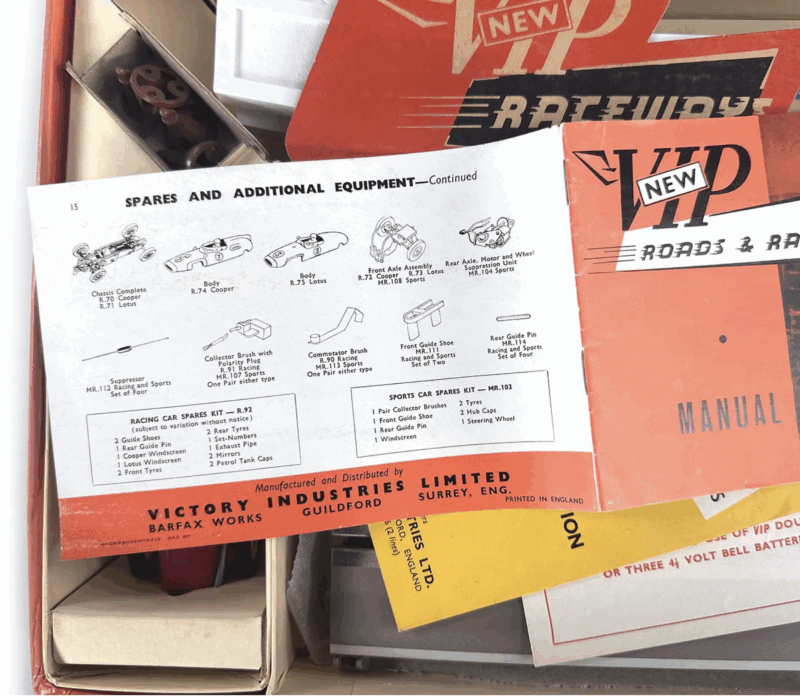 NEW
VIP
RACEWAYS
15
SPARES AND ADDITIONAL EQUIPMENT—Continued
Chassis Complete
R.70 Cooper
R.71 Lotus
Body
R.74 Cooper
Body
R.75 Lotus
Front Axle Assembly
R.72 Cooper R.73 Lotus
MR.108 Sports
Rear Axle, Motor and Wheel
Suppression Unit
MR.104 Sports
Suppressor
MR.112 Racing and Sports
Set of Four
Collector Brush with
Polarity Plug
R.91 Racing
MR.107 Sports
One Pair either type
Commutator Brush
R.90 Racing
MR.113 Sports
One Pair either type
Front Guide Shoe
MR.111
Racing and Sports
Set of Two
Rear Guide Pin
MR.114
Racing and Sports
Set of Four
RACING CAR SPARES KIT — R.92
(subject to variation without notice)
2 Guide Shoes
1 Rear Guide Pin
1 Cooper Windscreen
1 Lotus Windscreen
2 Front Tyres
2 Rear Tyres
1 Set-Numbers
1 Exhaust Pipe
2 Mirrors
2 Petrol Tank Caps
SPORTS CAR SPARES KIT — MR.102
1 Pair Collector Brushes
1 Front Guide Shoe
1 Rear Guide Pin
1 Windscreen
2 Tyres
2 Hub Caps
1 Steering Wheel
Manufactured and Distributed by
VICTORY INDUSTRIES LIMITED
BARFAX WORKS GUILDFORD SURREY, ENG.
PRINTED IN ENGLAND
VIP
NEW
ROADS & RA
MANUAL
TRIES LTD.
ORD, ENGLAND
(2 lines)
ION
S
USE OF VIP DOU
OR THREE 4½ VOLT BELL BATTER